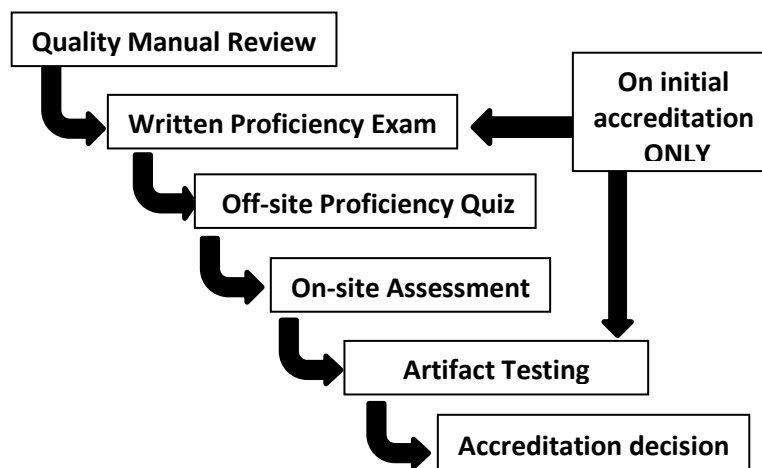 Quality Manual Review
On initial
accreditation
ONLY
Written Proficiency Exam
Off-site Proficiency Quiz
On-site Assessment
Artifact Testing
Accreditation decision